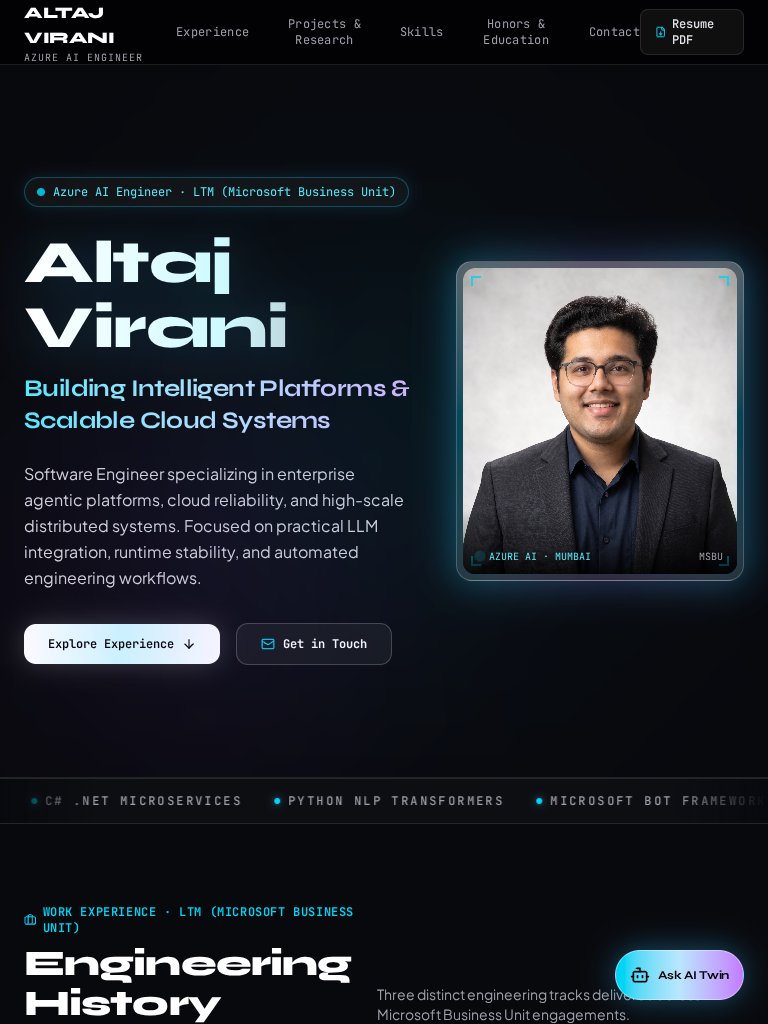 ALTAJ
VIRANI
AZURE AI ENGINEER
Experience
Projects &
Research
Skills
Honors &
Education
Contact
Resume
PDF
Azure AI Engineer · LTM (Microsoft Business Unit)
Altaj
Virani
Building Intelligent Platforms &
Scalable Cloud Systems
Software Engineer specializing in enterprise
agentic platforms, cloud reliability, and high-scale
distributed systems. Focused on practical LLM
integration, runtime stability, and automated
engineering workflows.
Explore Experience
Get in Touch
AZURE AI · MUMBAI
MSBU
C# .NET MICROSERVICES
PYTHON NLP TRANSFORMERS
MICROSOFT BOT FRAMEWORK
WORK EXPERIENCE · LTM (MICROSOFT BUSINESS
UNIT)
Engineering
History
Three distinct engineering tracks
Microsoft Business Unit engagements.
Ask AI Twin